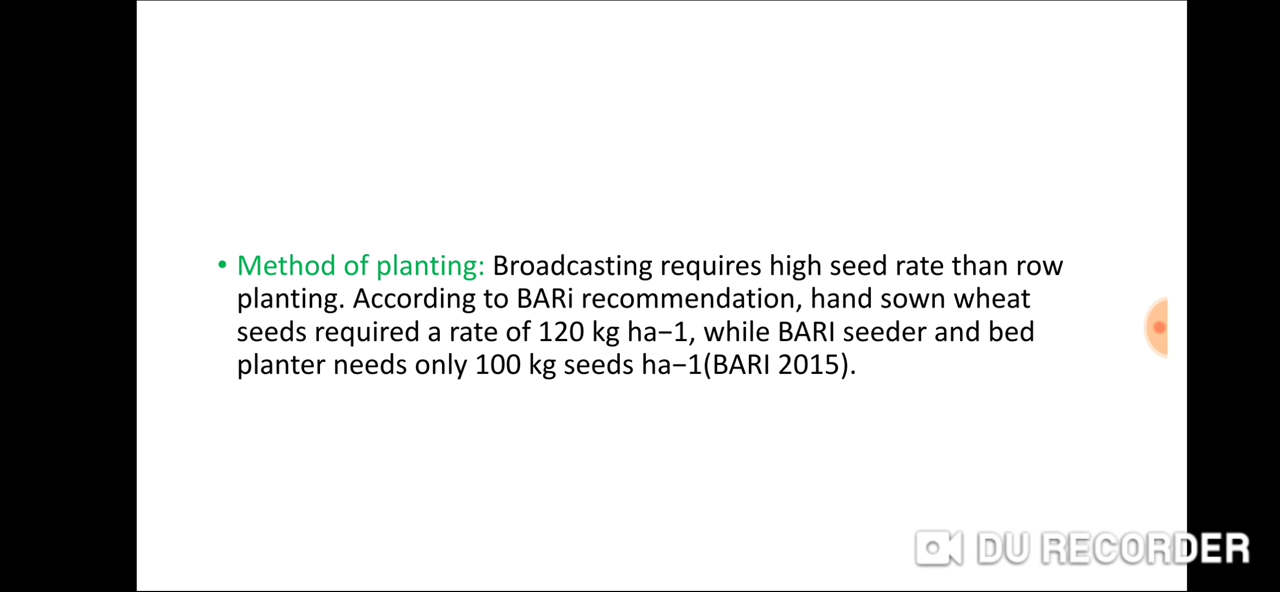 • Method of planting: Broadcasting requires high seed rate than row
planting. According to BARi recommendation, hand sown wheat
seeds required a rate of 120 kg ha−1, while BARI seeder and bed
planter needs only 100 kg seeds ha−1(BARI 2015).
DU RECORDER